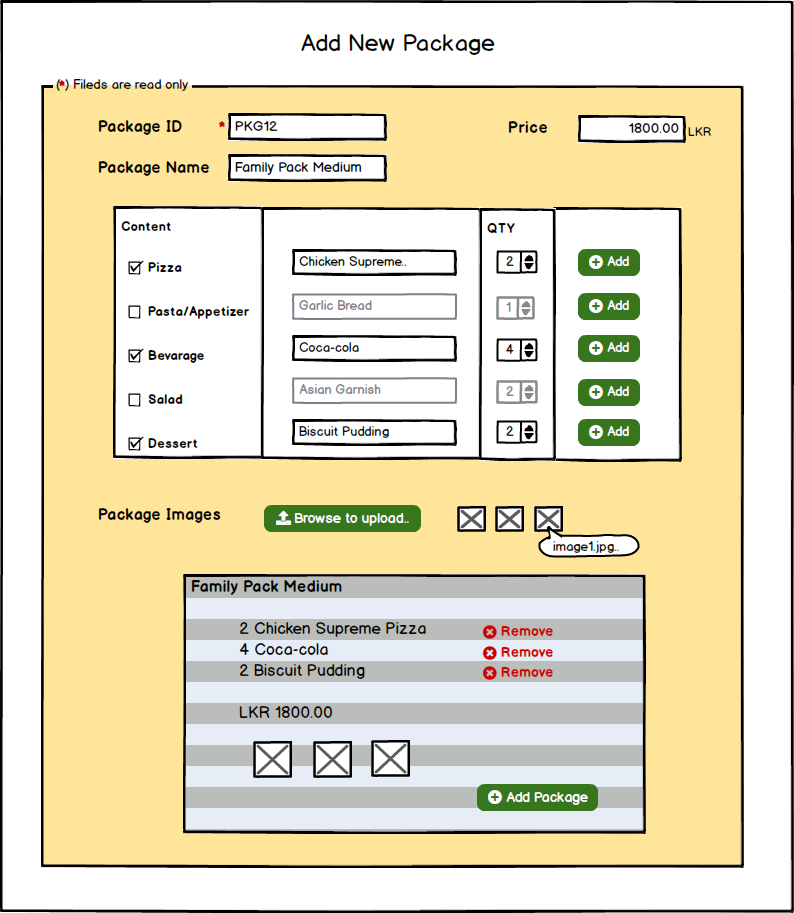 Add New Package
(*) Fileds are read only
Package ID * PKG12 Price 1800.00 LKR
Package Name Family Pack Medium
Content QTY
Pizza Chicken Supreme.. 2 Add
Pasta/Appetizer Garlic Bread 1 Add
Bevarage Coca-cola 4 Add
Salad Asian Garnish 2 Add
Dessert Biscuit Pudding 2 Add
Package Images Browse to upload..
image1.jpg..
Family Pack Medium
2 Chicken Supreme Pizza Remove
4 Coca-cola Remove
2 Biscuit Pudding Remove
LKR 1800.00
Add Package